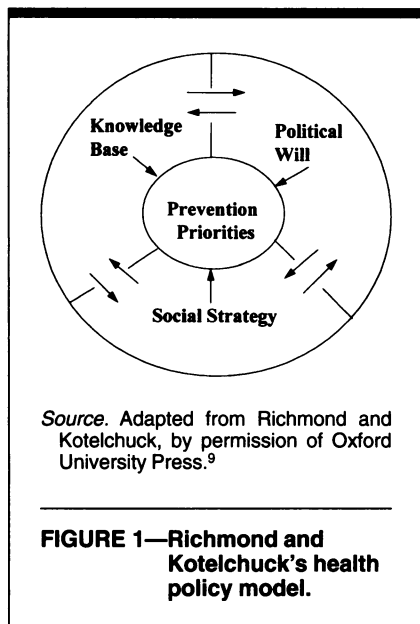 Knowledge
Base
Political
Will
Prevention
Priorities
Social Strategy
Source. Adapted from Richmond and
Kotelchuck, by permission of Oxford
University Press.9
FIGURE 1—Richmond and
Kotelchuck's health
policy model.